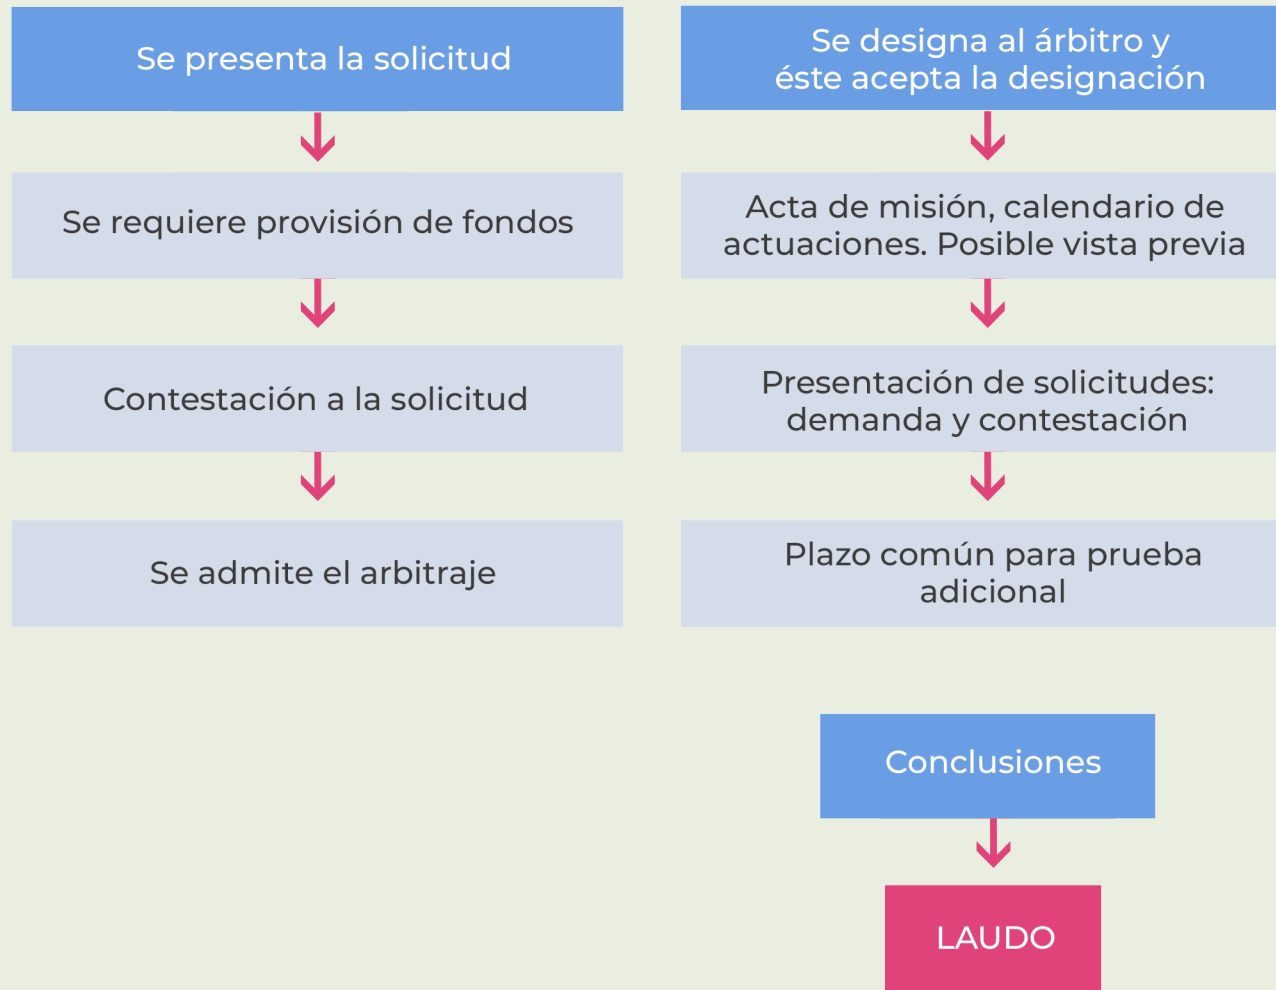 Se presenta la solicitud
Se requiere provisión de fondos
Contestación a la solicitud
Se admite el arbitraje
Se designa al árbitro y
éste acepta la designación
Acta de misión, calendario de
actuaciones. Posible vista previa
Presentación de solicitudes:
demanda y contestación
Plazo común para prueba
adicional
Conclusiones
LAUDO